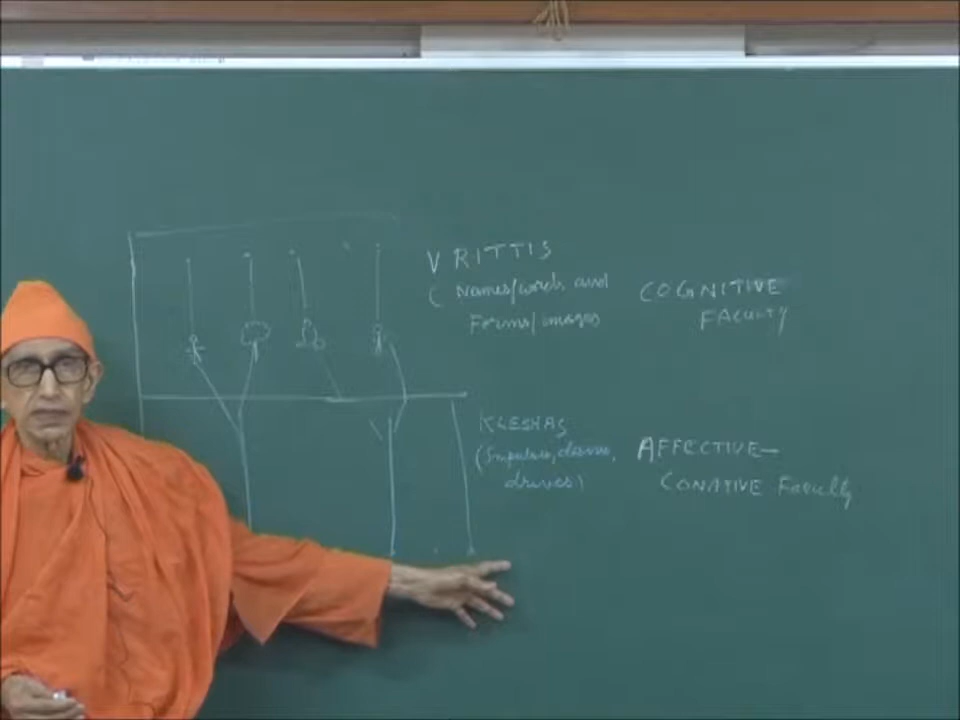 VRITTIS
(Names/words and
Forms/images
COGNITIVE
FACULTY
KLESHAS
(Impulses, desires,
drives)
AFFECTIVE-
CONATIVE Faculty